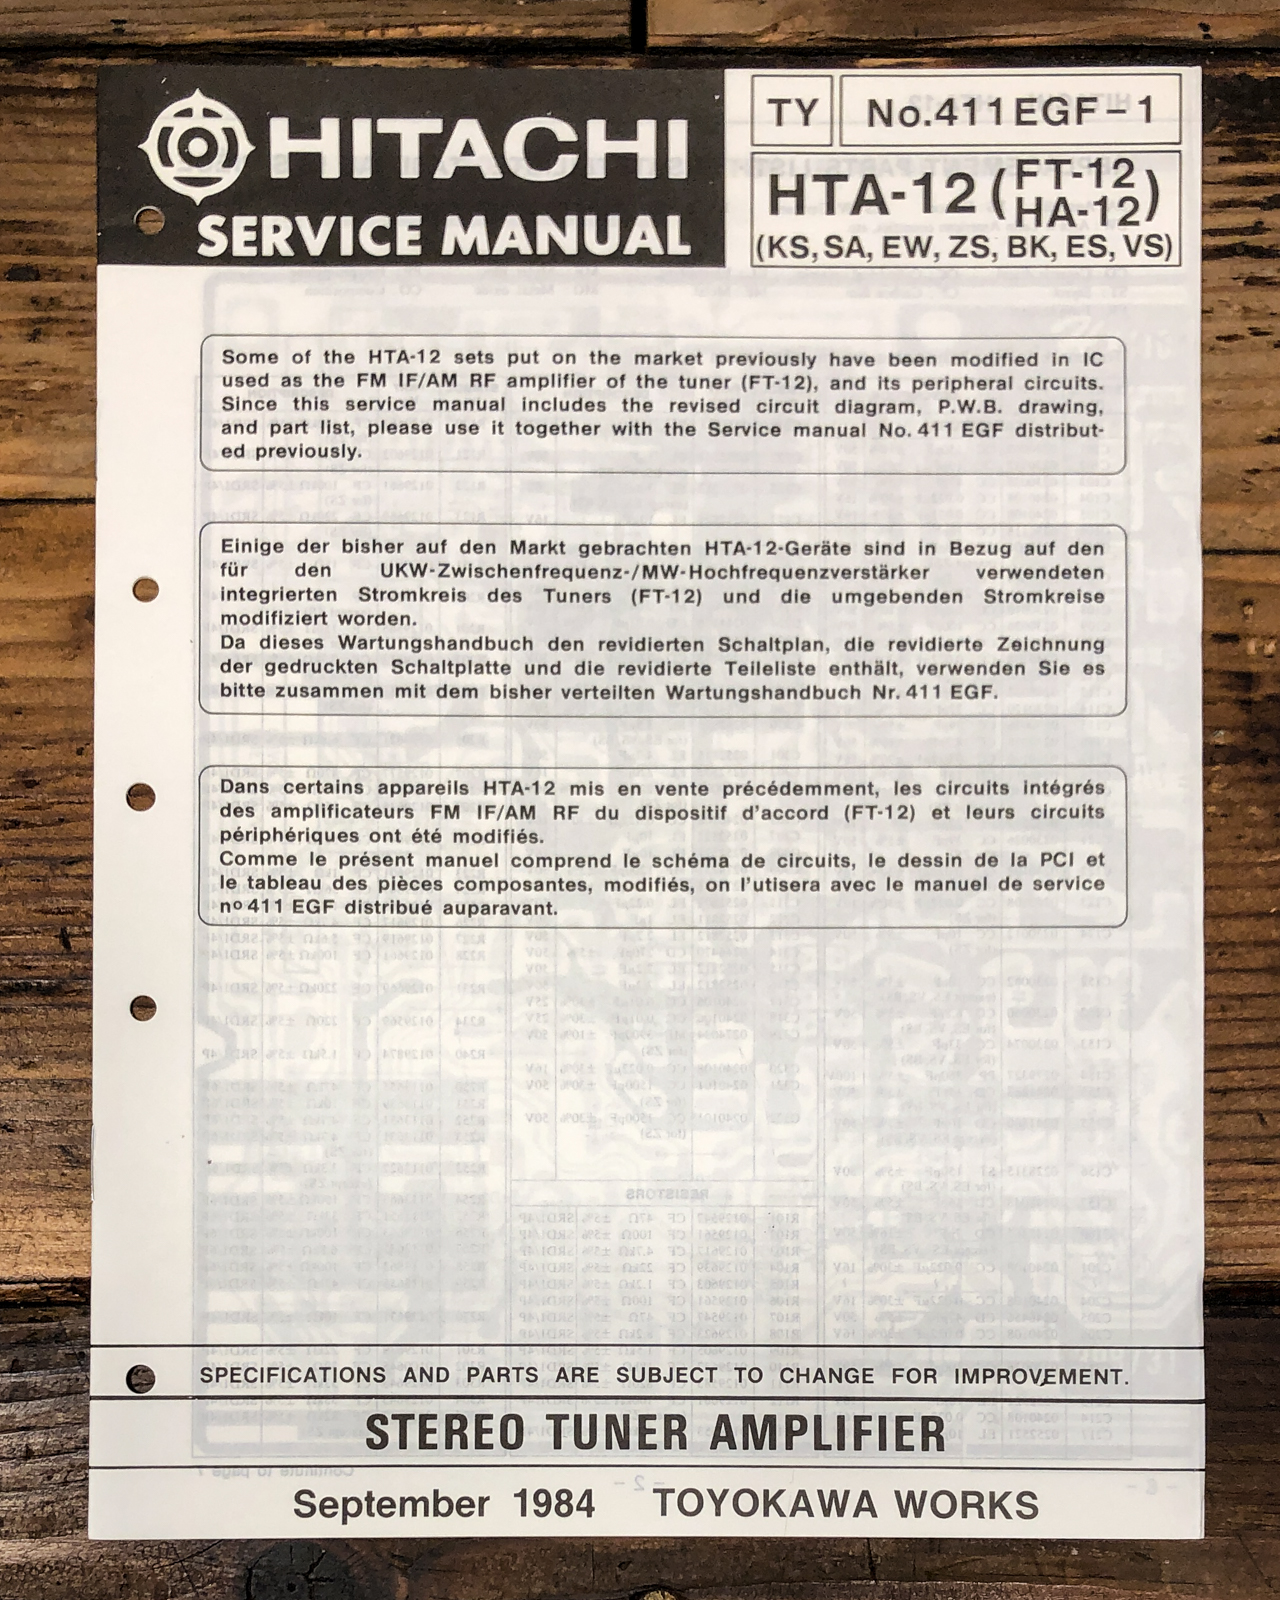 HITACHI
SERVICE MANUAL
TY
No.411EGF-1
HTA-12 (FT-12
HA-12)
(KS, SA, EW, ZS, BK, ES, VS)
Some of the HTA-12 sets put on the market previously have been modified in IC
used as the FM IF/AM RF amplifier of the tuner (FT-12), and its peripheral circuits.
Since this service manual includes the revised circuit diagram, P.W.B. drawing,
and part list, please use it together with the Service manual No. 411 EGF distribut-
ed previously.
Einige der bisher auf den Markt gebrachten HTA-12-Geräte sind in Bezug auf den
für den UKW-Zwischenfrequenz-/MW-Hochfrequenzverstärker verwendeten
integrierten Stromkreis des Tuners (FT-12) und die umgebenden Stromkreise
modifiziert worden.
Da dieses Wartungshandbuch den revidierten Schaltplan, die revidierte Zeichnung
der gedruckten Schaltplatte und die revidierte Teileliste enthält, verwenden Sie es
bitte zusammen mit dem bisher verteilten Wartungshandbuch Nr. 411 EGF.
Dans certains appareils HTA-12 mis en vente précédemment, les circuits intégrés
des amplificateurs FM IF/AM RF du dispositif d'accord (FT-12) et leurs circuits
périphériques ont été modifiés.
Comme le présent manuel comprend le schéma de circuits, le dessin de la PCI et
le tableau des pièces composantes, modifiés, on l'utisera avec le manuel de service
nº 411 EGF distribué auparavant.
SPECIFICATIONS AND PARTS ARE SUBJECT TO CHANGE FOR IMPROVEMENT.
STEREO TUNER AMPLIFIER
September 1984 TOYOKAWA WORKS